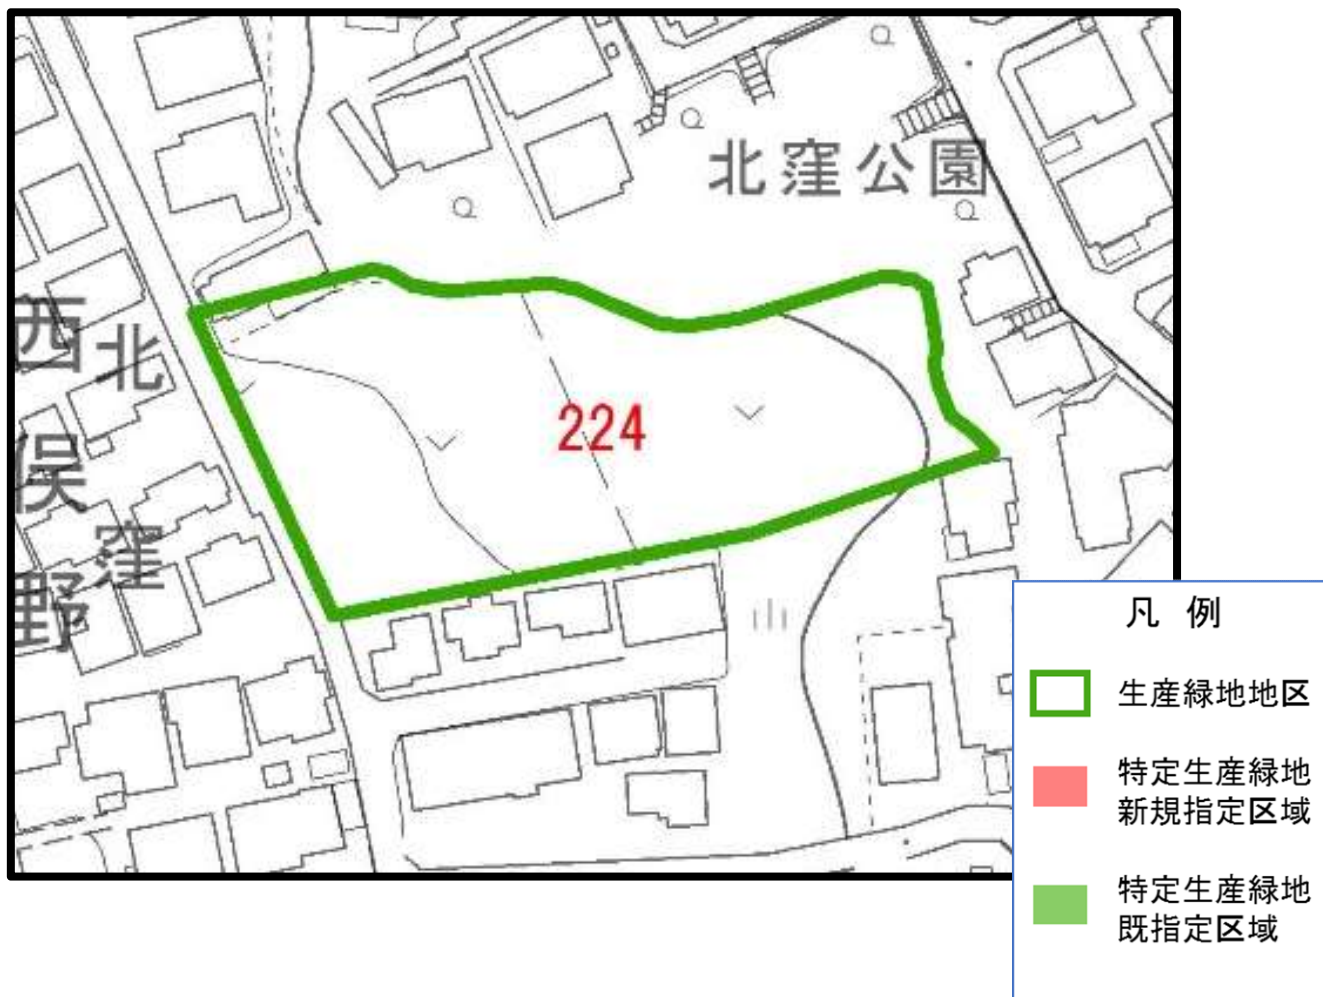 北窪公園
西俣野
北窪
224
凡 例
生産緑地地区
特定生産緑地
新規指定区域
特定生産緑地
既指定区域